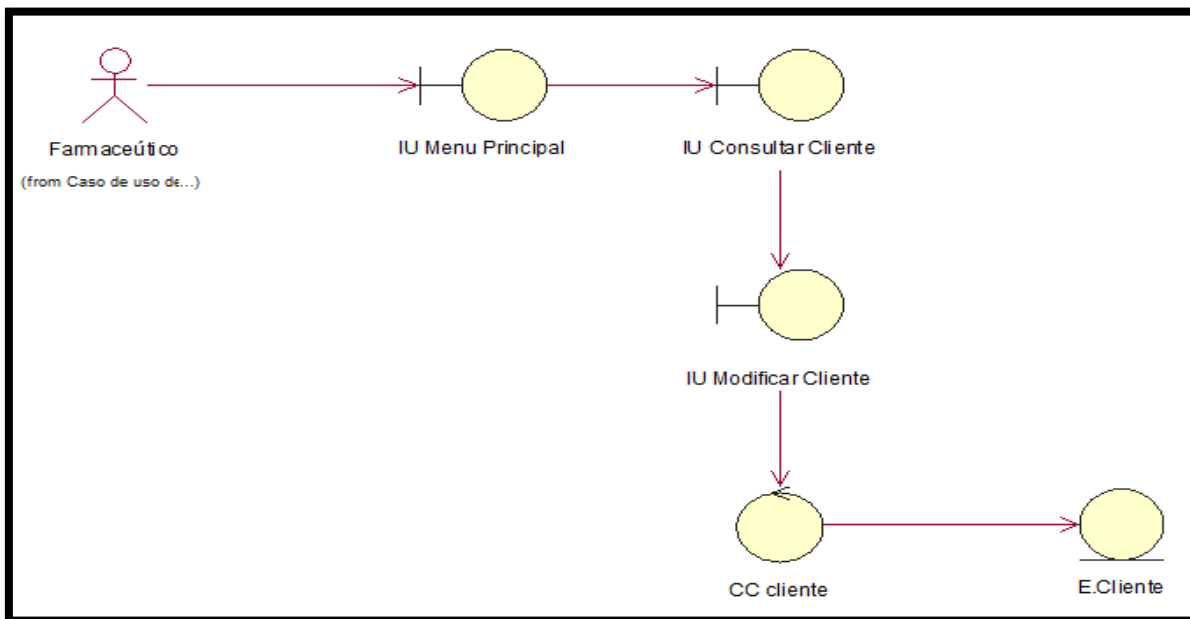 Farmaceútico
(from Caso de uso de...)
IU Menu Principal
IU Consultar Cliente
IU Modificar Cliente
CC cliente
E.Cliente